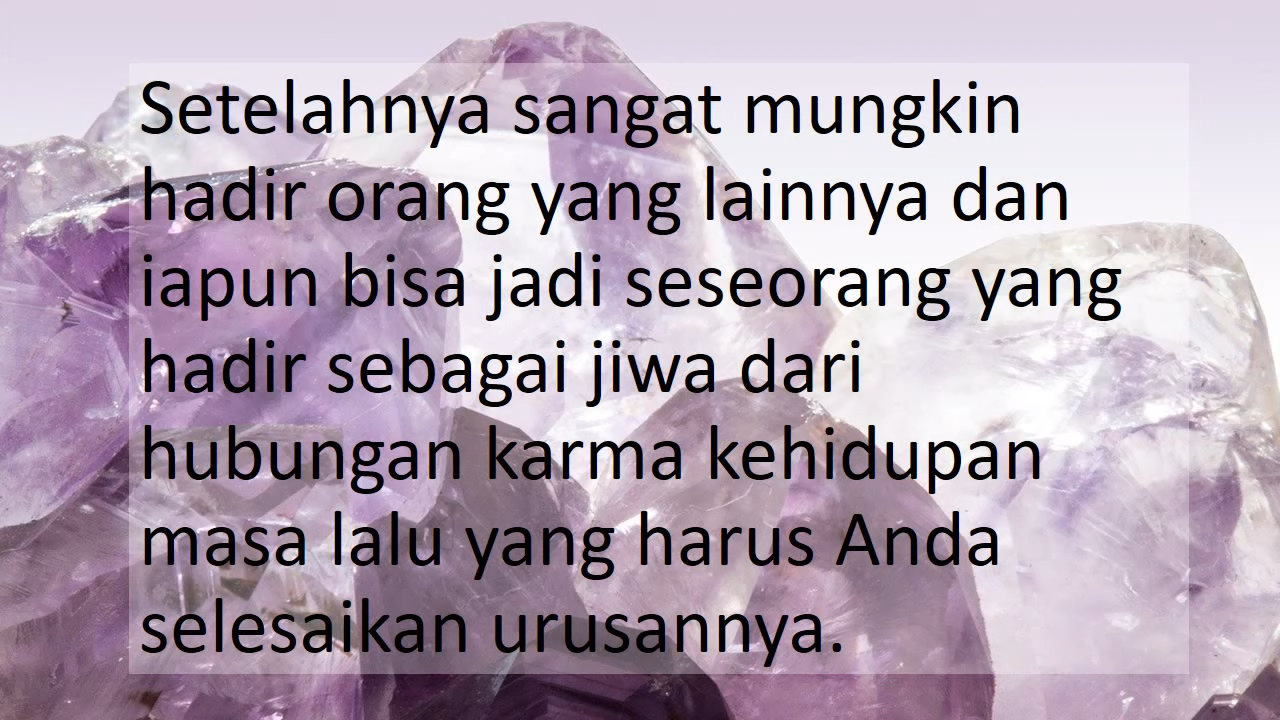 Setelahnya sangat mungkin
hadir orang yang lainnya dan
iapun bisa jadi seseorang yang
hadir sebagai jiwa dari
hubungan karma kehidupan
masa lalu yang harus Anda
selesaikan urusannya.